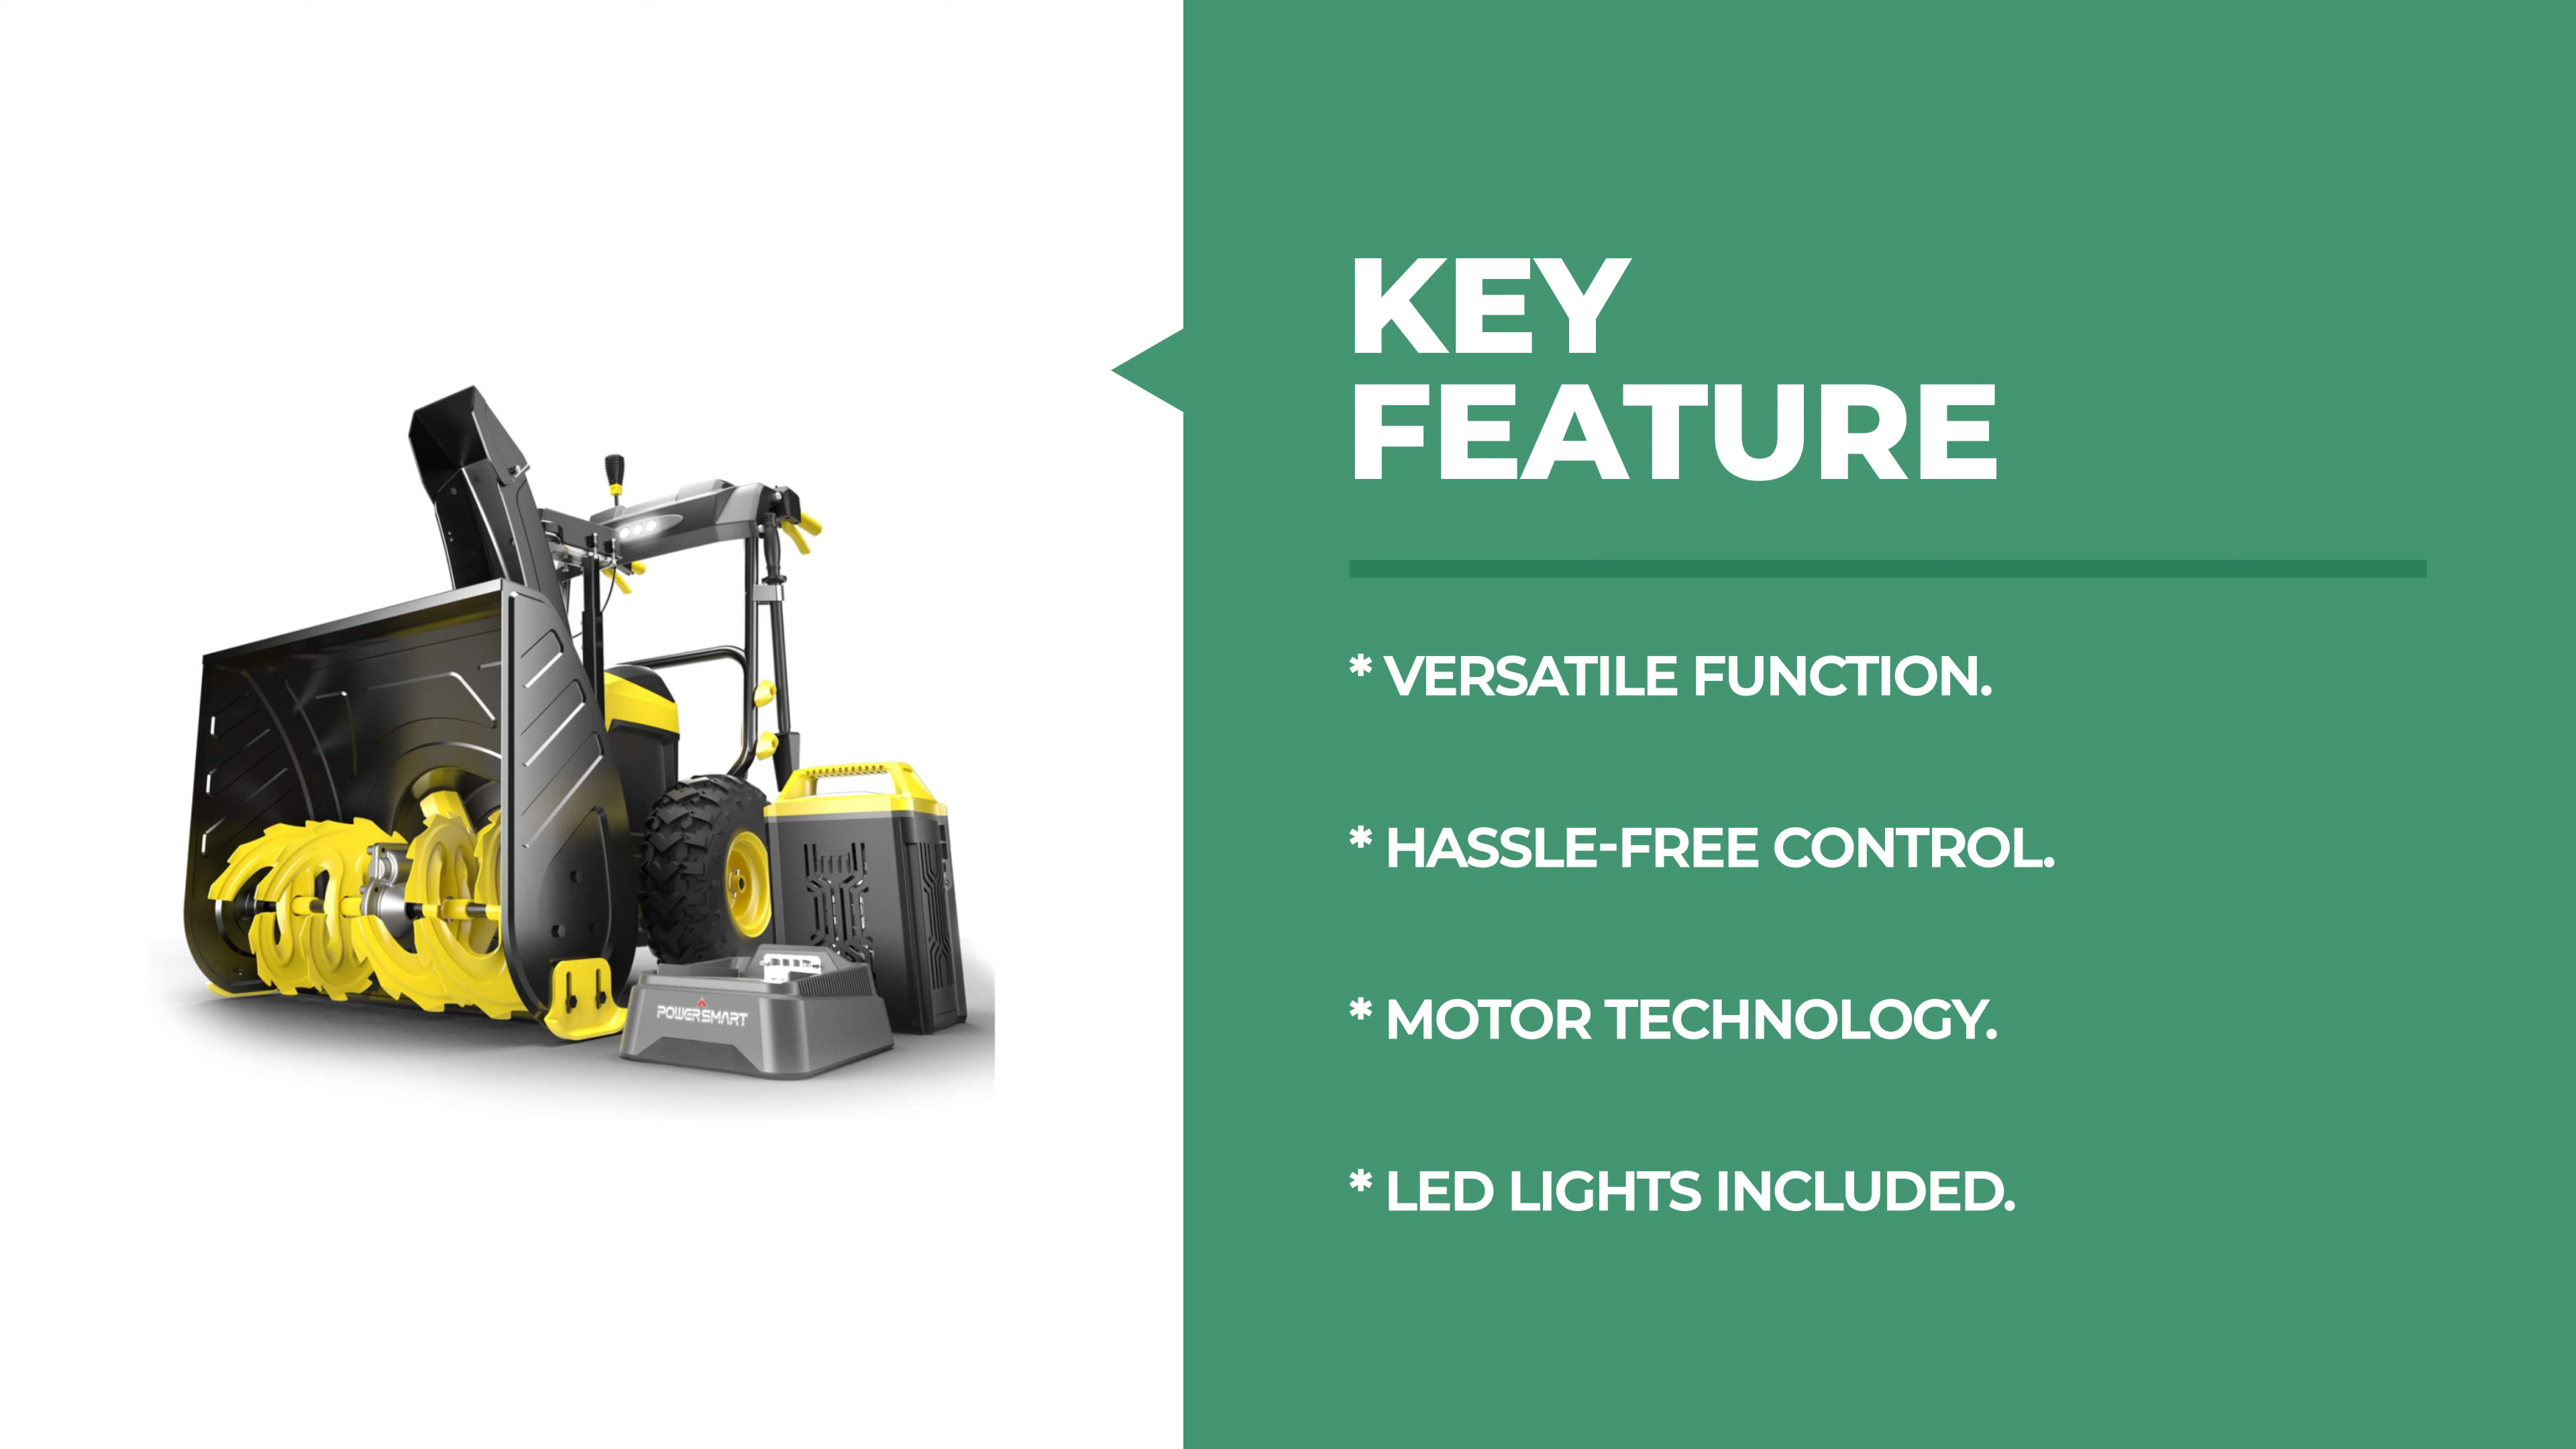 KEY
FEATURE
* VERSATILE FUNCTION.
* HASSLE-FREE CONTROL.
* MOTOR TECHNOLOGY.
* LED LIGHTS INCLUDED.
POWERSMART